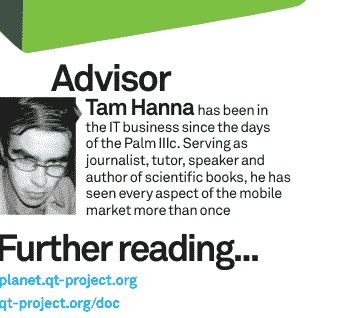 Advisor
Tam Hanna has been in
the IT business since the days
of the Palm IIIc. Serving as
journalist, tutor, speaker and
author of scientific books, he has
seen every aspect of the mobile
market more than once
Further reading...
planet.qt-project.org
qt-project.org/doc